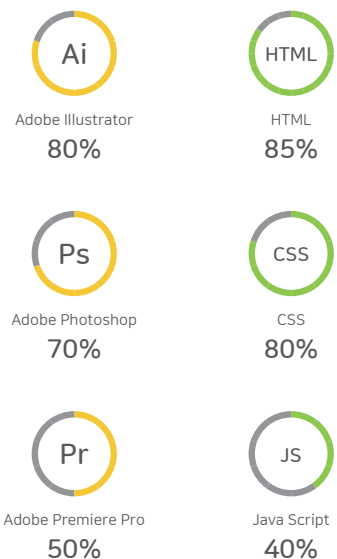 Ai
HTML
Adobe Illustrator
HTML
80%
85%
Ps
CSS
Adobe Photoshop
CSS
70%
80%
Pr
JS
Adobe Premiere Pro
Java Script
50%
40%